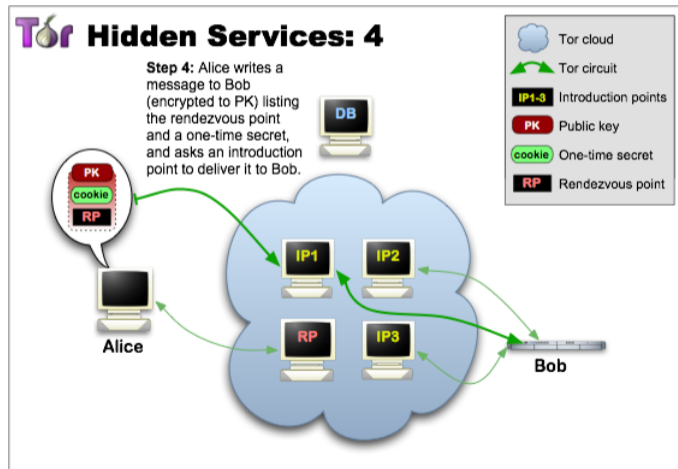 Tor Hidden Services: 4
Step 4: Alice writes a
message to Bob
(encrypted to PK) listing
the rendezvous point
and a one-time secret,
and asks an introduction
point to deliver it to Bob.
DB
Tor cloud
Tor circuit
IP1-3 Introduction points
PK Public key
cookie One-time secret
RP Rendezvous point
PK
cookie
RP
IP1
IP2
RP
IP3
Alice
Bob